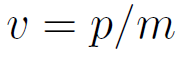 v = p/m